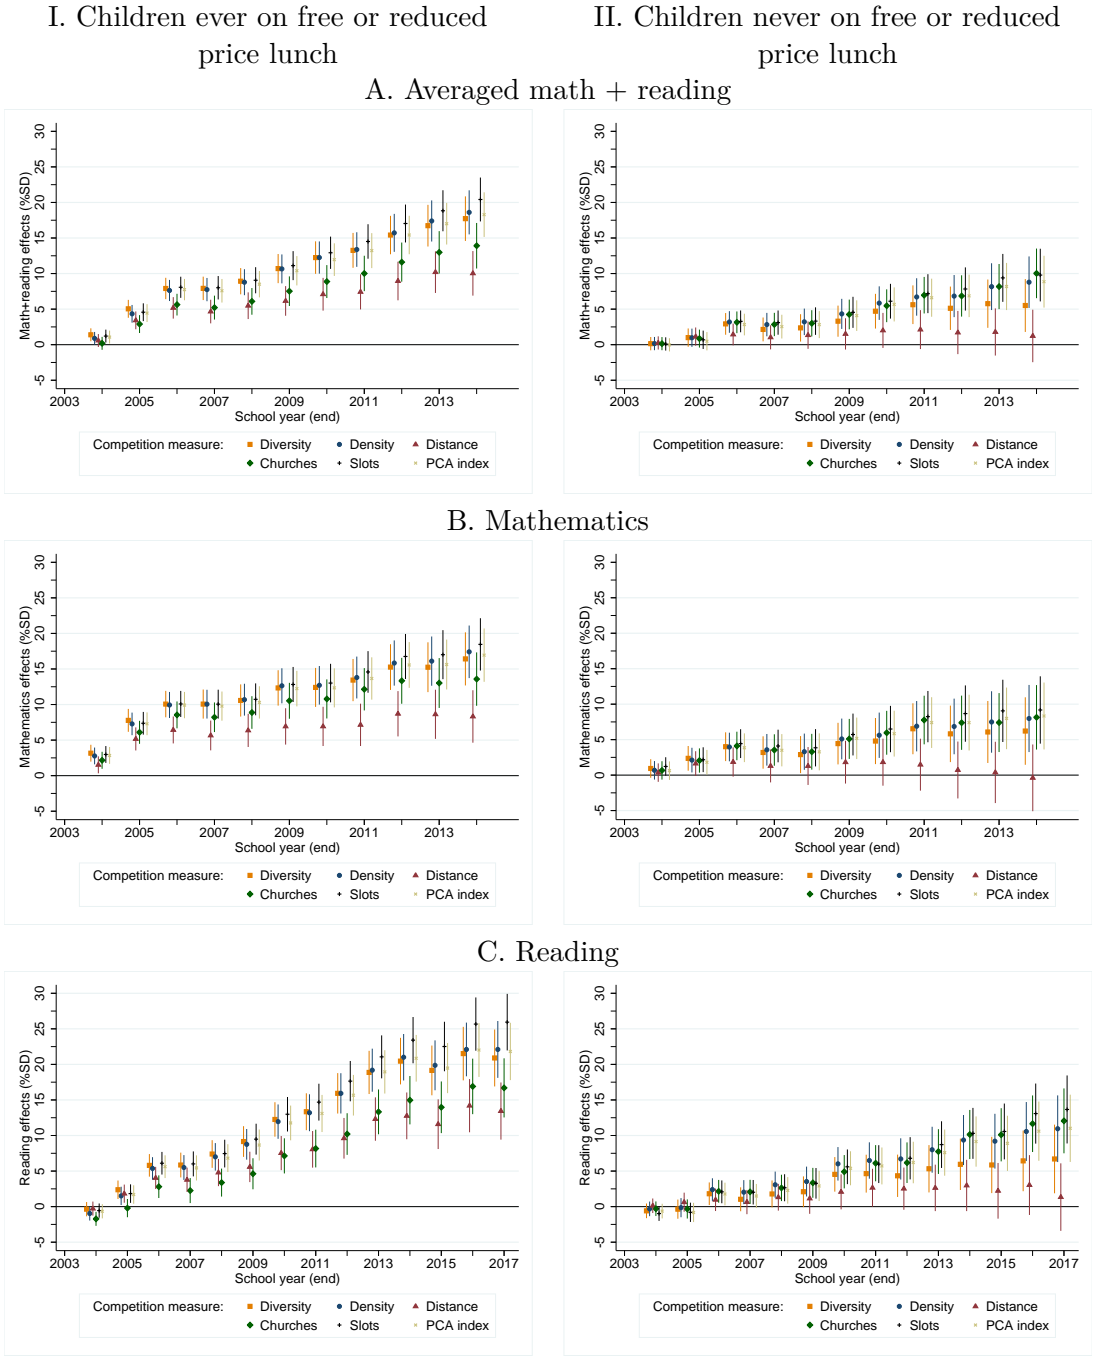 I. Children ever on free or reduced
price lunch
II. Children never on free or reduced
price lunch
A. Averaged math + reading
Math+reading effects (%SD)
30
25
20
15
10
5
0
-5
2003 2005 2007 2009 2011 2013
School year (end)
Competition measure: Diversity Density Distance
Churches Slots PCA index
Math+reading effects (%SD)
30
25
20
15
10
5
0
-5
2003 2005 2007 2009 2011 2013
School year (end)
Competition measure: Diversity Density Distance
Churches Slots PCA index
B. Mathematics
Mathematics effects (%SD)
30
25
20
15
10
5
0
-5
2003 2005 2007 2009 2011 2013
School year (end)
Competition measure: Diversity Density Distance
Churches Slots PCA index
Mathematics effects (%SD)
30
25
20
15
10
5
0
-5
2003 2005 2007 2009 2011 2013
School year (end)
Competition measure: Diversity Density Distance
Churches Slots PCA index
C. Reading
Reading effects (%SD)
30
25
20
15
10
5
0
-5
2003 2005 2007 2009 2011 2013 2015 2017
School year (end)
Competition measure: Diversity Density Distance
Churches Slots PCA index
Reading effects (%SD)
30
25
20
15
10
5
0
-5
2003 2005 2007 2009 2011 2013 2015 2017
School year (end)
Competition measure: Diversity Density Distance
Churches Slots PCA index